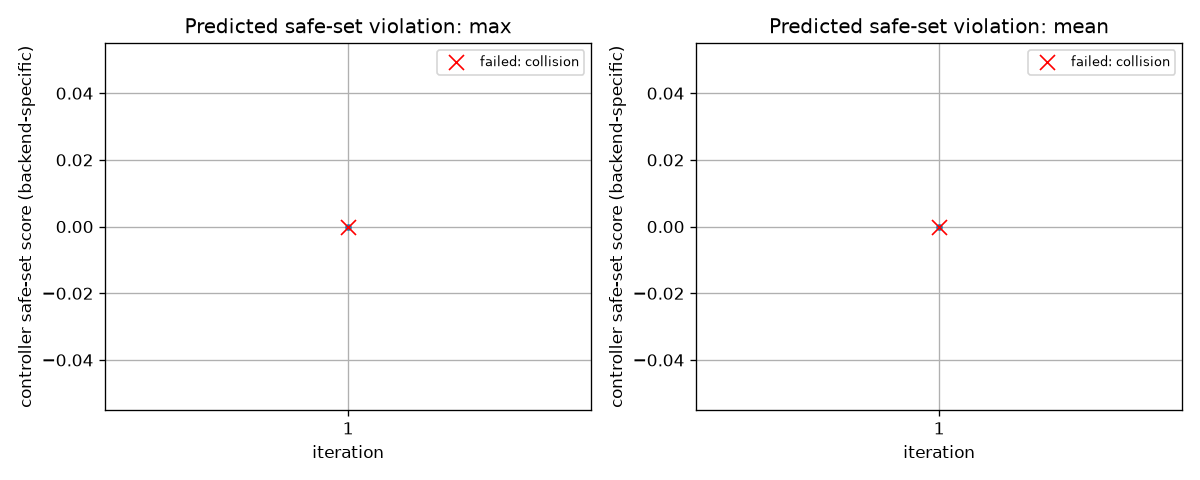 Predicted safe-set violation: max
controller safe-set score (backend-specific)
failed: collision
0.04
0.02
0.00
−0.02
−0.04
1
iteration
Predicted safe-set violation: mean
controller safe-set score (backend-specific)
failed: collision
0.04
0.02
0.00
−0.02
−0.04
1
iteration